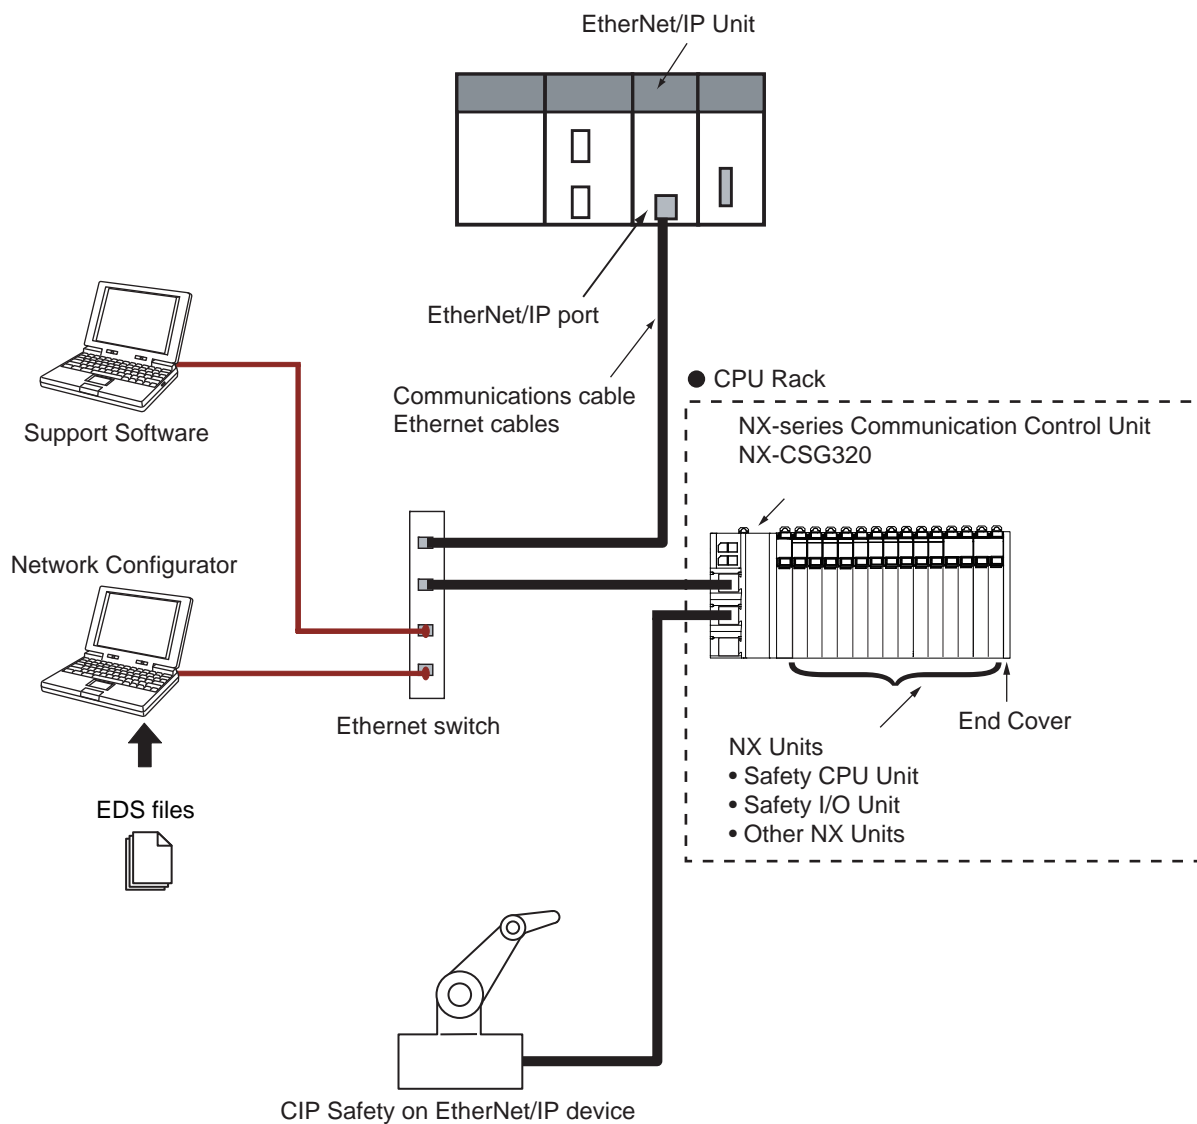 EtherNet/IP Unit
EtherNet/IP port
Communications cable
Ethernet cables
Support Software
● CPU Rack
NX-series Communication Control Unit
NX-CSG320
Network Configurator
Ethernet switch
EDS files
End Cover
NX Units
• Safety CPU Unit
• Safety I/O Unit
• Other NX Units
CIP Safety on EtherNet/IP device